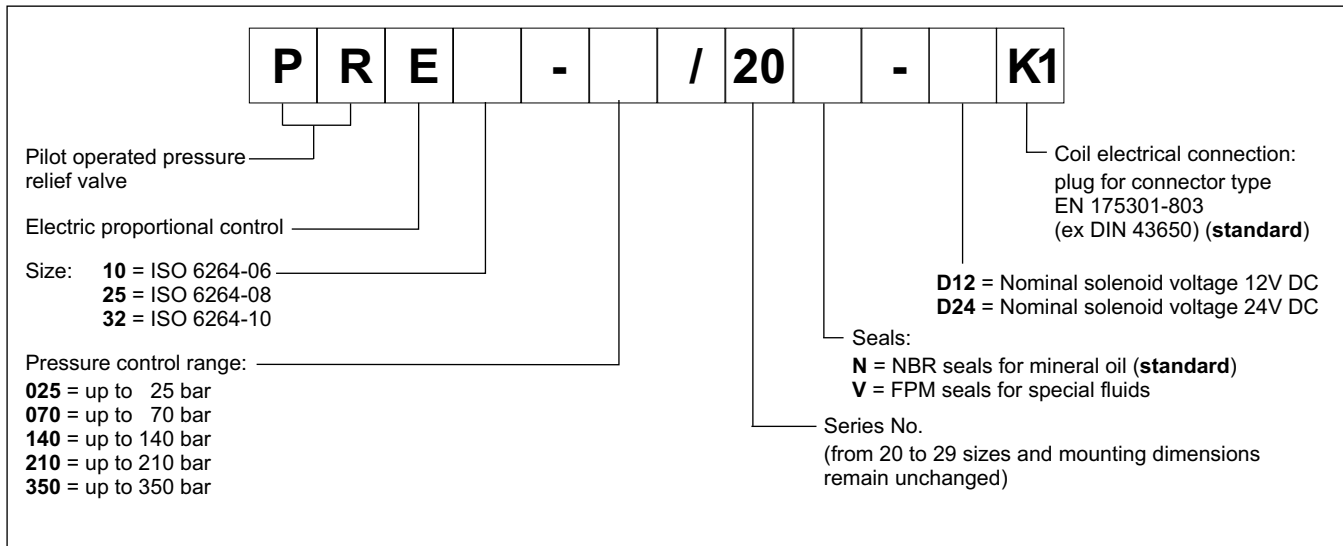 P R E - / 20 - K1
Pilot operated pressure
relief valve
Electric proportional control
Size: 10 = ISO 6264-06
25 = ISO 6264-08
32 = ISO 6264-10
Pressure control range:
025 = up to 25 bar
070 = up to 70 bar
140 = up to 140 bar
210 = up to 210 bar
350 = up to 350 bar
Coil electrical connection:
plug for connector type
EN 175301-803
(ex DIN 43650) (standard)
D12 = Nominal solenoid voltage 12V DC
D24 = Nominal solenoid voltage 24V DC
Seals:
N = NBR seals for mineral oil (standard)
V = FPM seals for special fluids
Series No.
(from 20 to 29 sizes and mounting dimensions
remain unchanged)